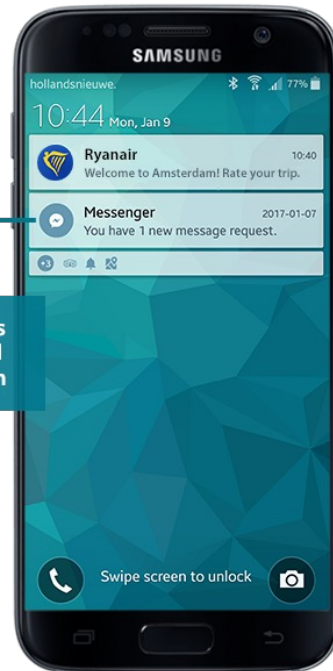 SAMSUNG
hollandsnieuwe. 77%
10:44 Mon, Jan 9
Ryanair 10:40
Welcome to Amsterdam! Rate your trip.
Messenger 2017-01-07
You have 1 new message request.
+3
Swipe screen to unlock